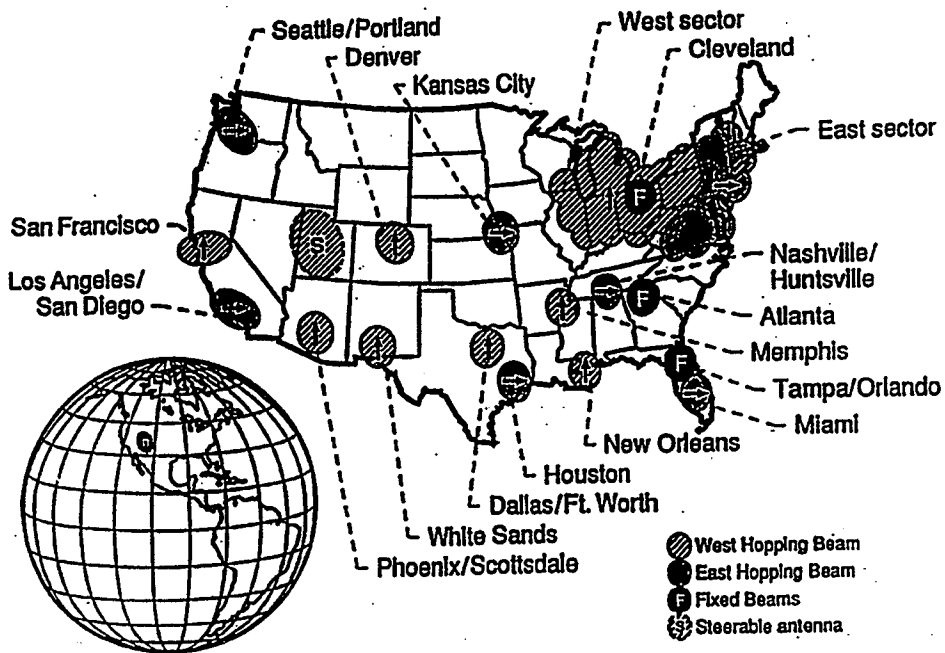 Seattle/Portland
Denver
Kansas City
West sector
Cleveland
East sector
San Francisco
Los Angeles/
San Diego
S
F
Nashville/
Huntsville
F
Atlanta
Memphis
F
Tampa/Orlando
Miami
New Orleans
Houston
Dallas/Ft. Worth
White Sands
Phoenix/Scottsdale
West Hopping Beam
East Hopping Beam
F Fixed Beams
S Steerable antenna